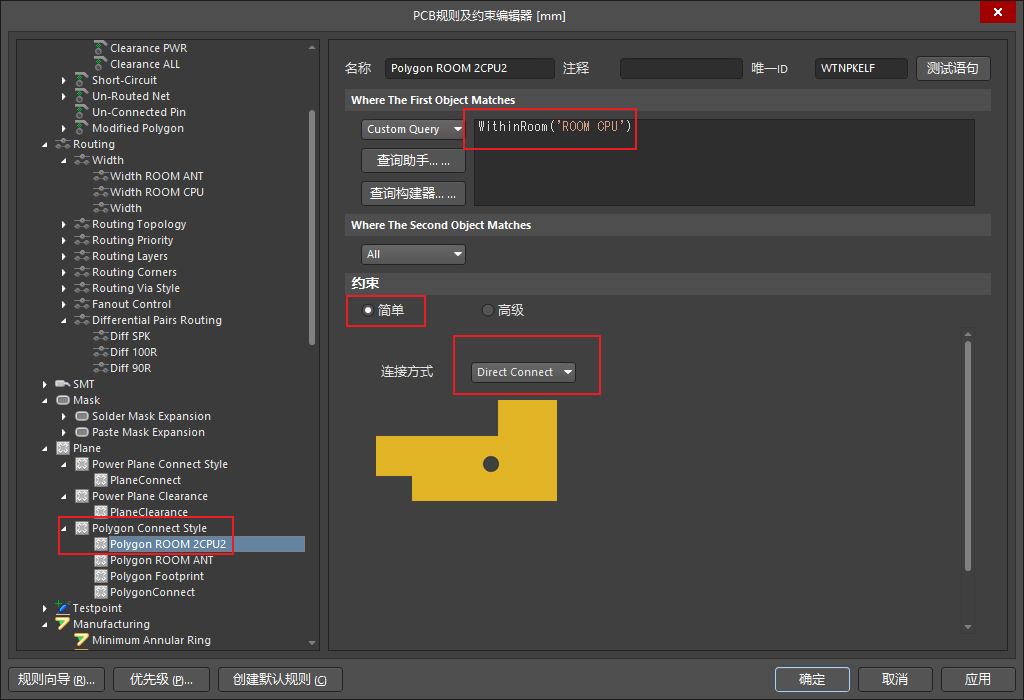 PCB规则及约束编辑器 [mm]
Clearance PWR
Clearance ALL
Short-Circuit
Un-Routed Net
Un-Connected Pin
Modified Polygon
Routing
Width
Width ROOM ANT
Width ROOM CPU
Width
Routing Topology
Routing Priority
Routing Layers
Routing Corners
Routing Via Style
Fanout Control
Differential Pairs Routing
Diff SPK
Diff 100R
Diff 90R
SMT
Mask
Solder Mask Expansion
Paste Mask Expansion
Plane
Power Plane Connect Style
PlaneConnect
Power Plane Clearance
PlaneClearance
Polygon Connect Style
Polygon ROOM 2CPU2
Polygon ROOM ANT
Polygon Footprint
PolygonConnect
Testpoint
Manufacturing
Minimum Annular Ring
名称 Polygon ROOM 2CPU2 注释 唯一ID WTNPKELF 测试语句
Where The First Object Matches
Custom Query WithinRoom('ROOM CPU')
查询助手... ...
查询构建器... ...
Where The Second Object Matches
All
约束
简单 高级
连接方式 Direct Connect
规则向导 (R)... 优先级 (P)... 创建默认规则 (C) 确定 取消 应用